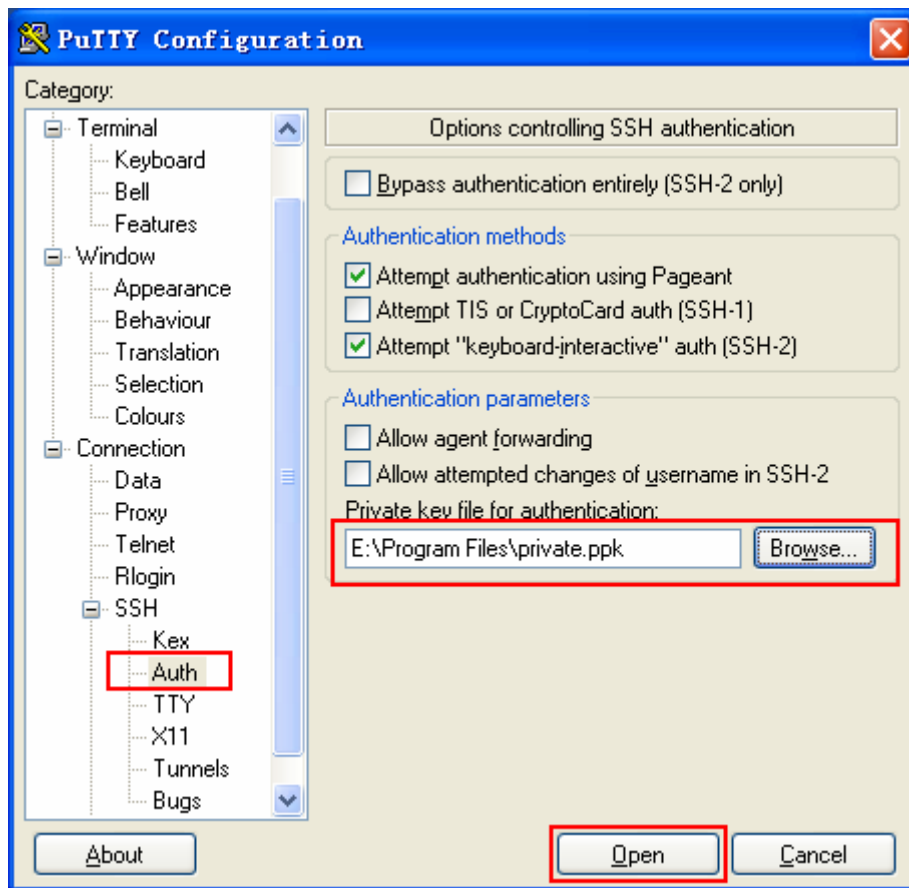 PuTTY Configuration
Category:
Terminal
Keyboard
Bell
Features
Window
Appearance
Behaviour
Translation
Selection
Colours
Connection
Data
Proxy
Telnet
Rlogin
SSH
Kex
Auth
TTY
X11
Tunnels
Bugs
Options controlling SSH authentication
Bypass authentication entirely (SSH-2 only)
Authentication methods
Attempt authentication using Pageant
Attempt TIS or CryptoCard auth (SSH-1)
Attempt "keyboard-interactive" auth (SSH-2)
Authentication parameters
Allow agent forwarding
Allow attempted changes of username in SSH-2
Private key file for authentication:
E:\Program Files\private.ppk
Browse...
About
Open
Cancel